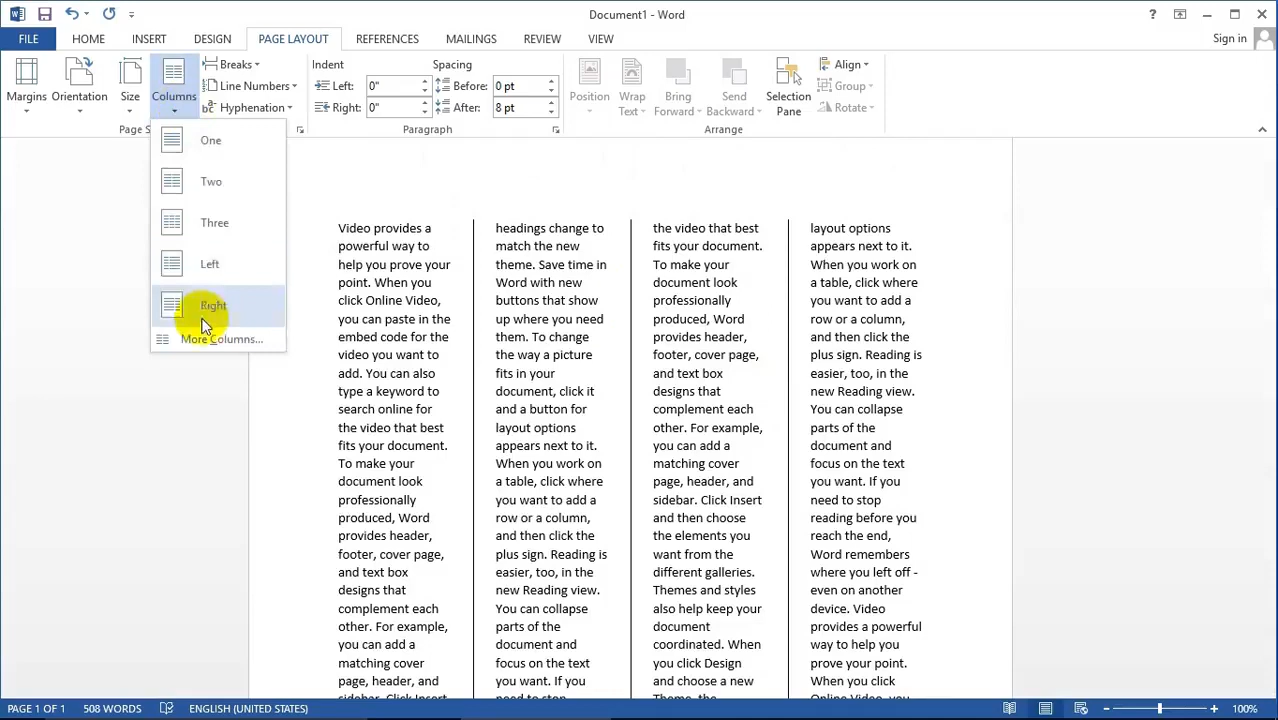 Document1 - Word
FILE HOME INSERT DESIGN PAGE LAYOUT REFERENCES MAILINGS REVIEW VIEW
Sign in
Margins
Orientation
Size
Columns
Breaks
Line Numbers
Hyphenation
Page S
Indent
Left: 0"
Right: 0"
Spacing
Before: 0 pt
After: 8 pt
Paragraph
Position
Wrap
Text
Bring
Forward
Send
Backward
Selection
Pane
Align
Group
Rotate
Arrange
One
Two
Three
Left
Right
More Columns...
Video provides a
powerful way to
help you prove your
point. When you
click Online Video,
you can paste in the
embed code for the
video you want to
add. You can also
type a keyword to
search online for
the video that best
fits your document.
To make your
document look
professionally
produced, Word
provides header,
footer, cover page,
and text box
designs that
complement each
other. For example,
you can add a
matching cover
page, header, and
sidebar. Click Insert
headings change to
match the new
theme. Save time in
Word with new
buttons that show
up where you need
them. To change
the way a picture
fits in your
document, click it
and a button for
layout options
appears next to it.
When you work on
a table, click where
you want to add a
row or a column,
and then click the
plus sign. Reading is
easier, too, in the
new Reading view.
You can collapse
parts of the
document and
focus on the text
you want. If you
need to stop
the video that best
fits your document.
To make your
document look
professionally
produced, Word
provides header,
footer, cover page,
and text box
designs that
complement each
other. For example,
you can add a
matching cover
page, header, and
sidebar. Click Insert
and then choose
the elements you
want from the
different galleries.
Themes and styles
also help keep your
document
coordinated. When
you click Design
and choose a new
Theme, the
layout options
appears next to it.
When you work on
a table, click where
you want to add a
row or a column,
and then click the
plus sign. Reading is
easier, too, in the
new Reading view.
You can collapse
parts of the
document and
focus on the text
you want. If you
need to stop
reading before you
reach the end,
Word remembers
where you left off -
even on another
device. Video
provides a powerful
way to help you
prove your point.
When you click
Online Video, you
PAGE 1 OF 1 508 WORDS ENGLISH (UNITED STATES) 100%